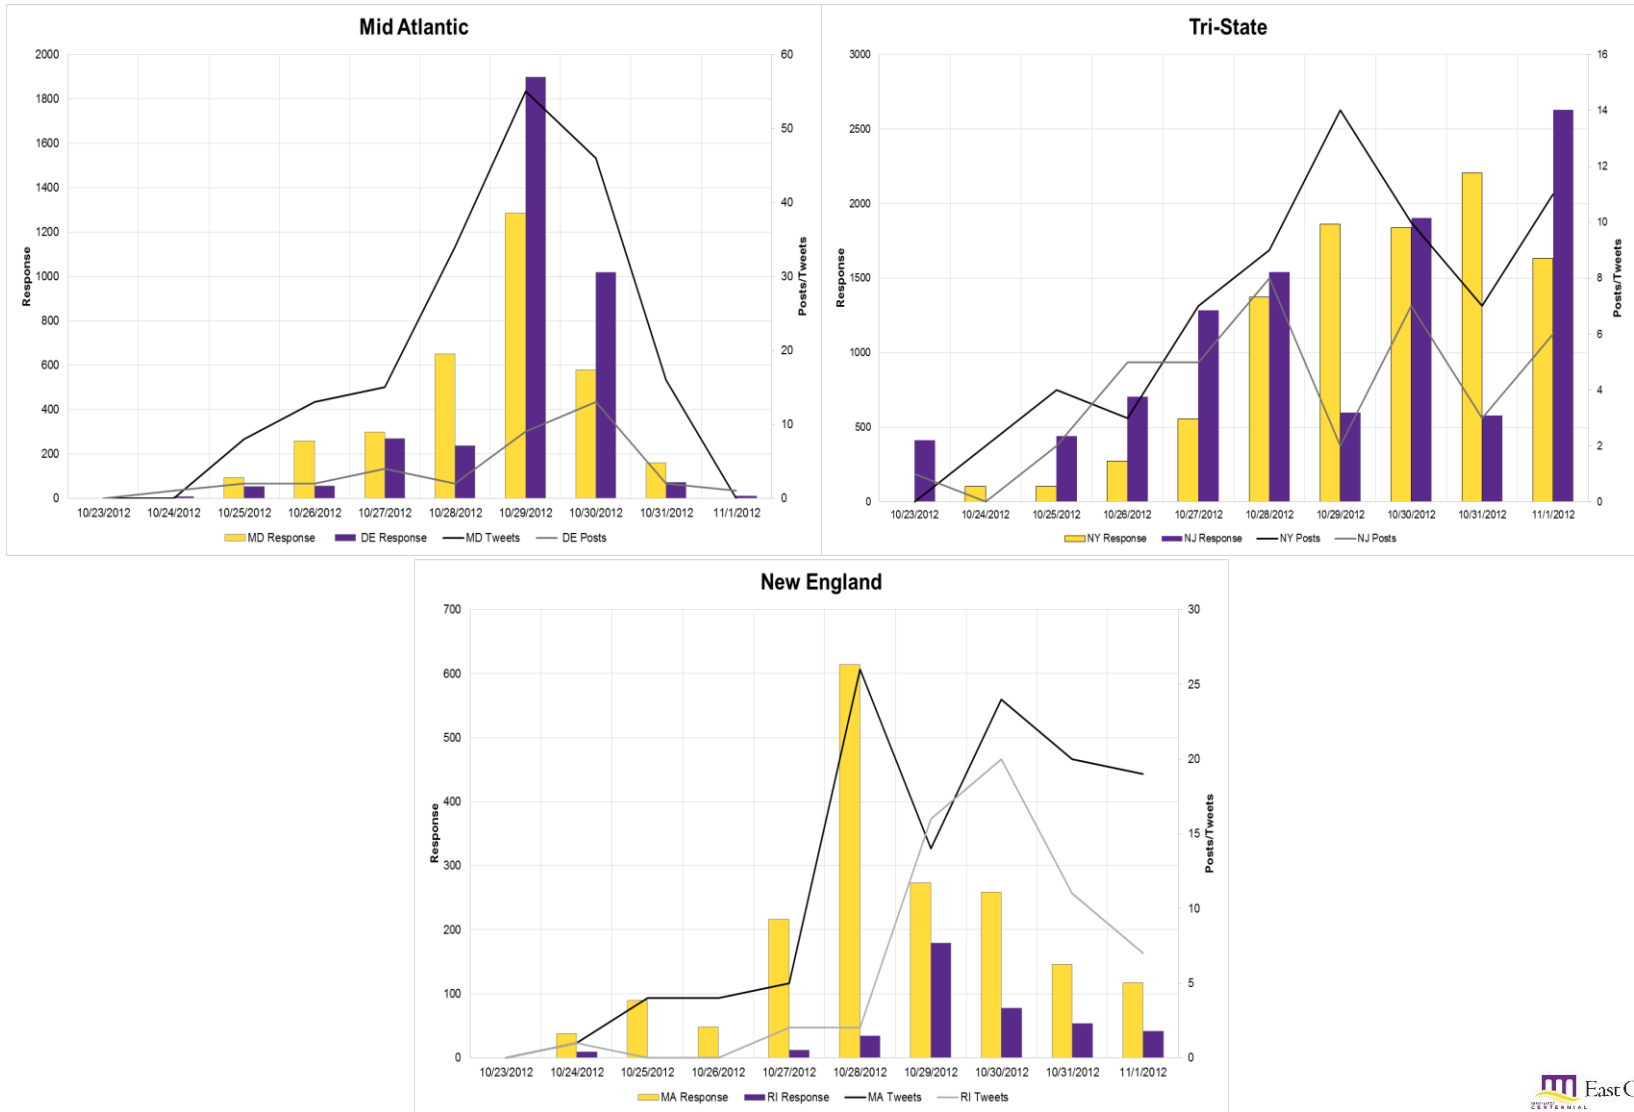 Mid Atlantic
2000
1800
1600
1400
1200
1000
800
600
400
200
0
60
50
40
30
20
10
0
Response
Posts/Tweets
10/23/2012 10/24/2012 10/25/2012 10/26/2012 10/27/2012 10/28/2012 10/29/2012 10/30/2012 10/31/2012 11/1/2012
MD Response DE Response MD Tweets DE Posts
Tri-State
3000
2500
2000
1500
1000
500
0
16
14
12
10
8
6
4
2
0
Response
Posts/Tweets
10/23/2012 10/24/2012 10/25/2012 10/26/2012 10/27/2012 10/28/2012 10/29/2012 10/30/2012 10/31/2012 11/1/2012
NY Response NJ Response NY Posts NJ Posts
New England
700
600
500
400
300
200
100
0
30
25
20
15
10
5
0
Response
Posts/Tweets
10/23/2012 10/24/2012 10/25/2012 10/26/2012 10/27/2012 10/28/2012 10/29/2012 10/30/2012 10/31/2012 11/1/2012
MA Response RI Response MA Tweets RI Tweets
East C
CENTENNIAL